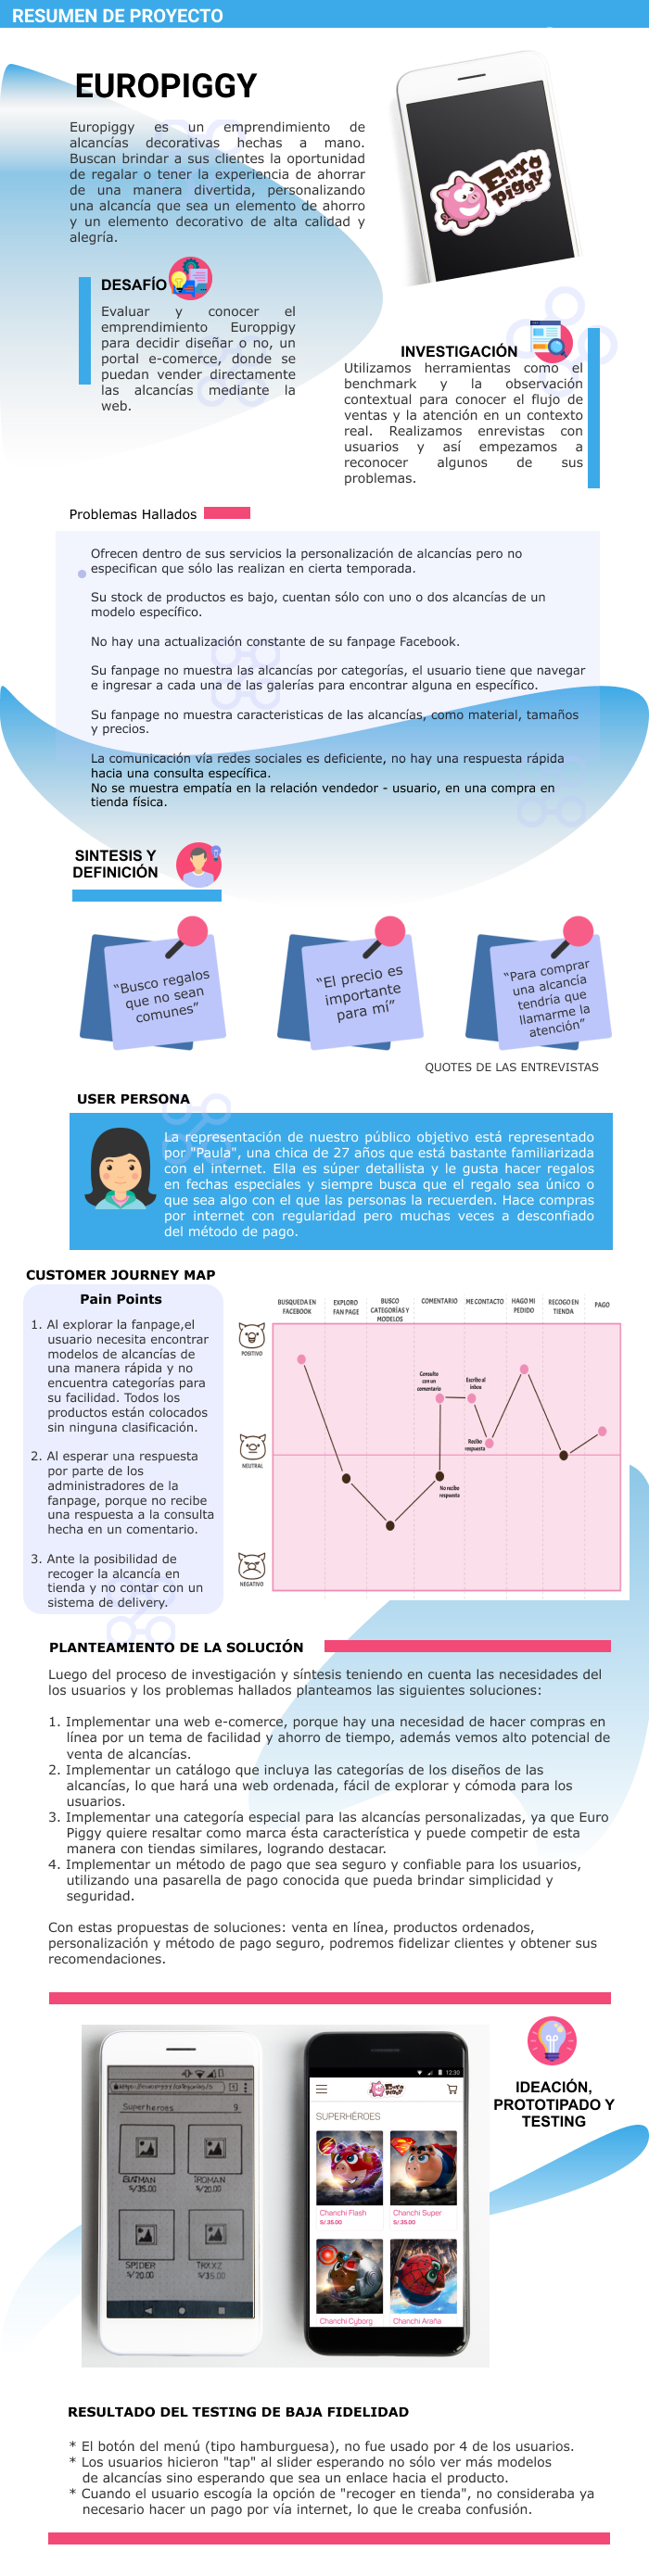 RESUMEN DE PROYECTO
EUROPIGGY
Europiggy es un emprendimiento de
alcancías decorativas hechas a mano.
Buscan brindar a sus clientes la oportunidad
de regalar o tener la experiencia de ahorrar
de una manera divertida, personalizando
una alcancía que sea un elemento de ahorro
y un elemento decorativo de alta calidad y
alegría.
Euro
piggy
DESAFÍO
Evaluar y conocer el
emprendimiento Europpigy
para decidir diseñar o no, un
portal e-comerce, donde se
puedan vender directamente
las alcancías mediante la
web.
INVESTIGACIÓN
Utilizamos herramientas como el
benchmark y la observación
contextual para conocer el flujo de
ventas y la atención en un contexto
real. Realizamos enrevistas con
usuarios y así empezamos a
reconocer algunos de sus
problemas.
Problemas Hallados
Ofrecen dentro de sus servicios la personalización de alcancías pero no
especifican que sólo las realizan en cierta temporada.
Su stock de productos es bajo, cuentan sólo con uno o dos alcancías de un
modelo específico.
No hay una actualización constante de su fanpage Facebook.
Su fanpage no muestra las alcancías por categorías, el usuario tiene que navegar
e ingresar a cada una de las galerías para encontrar alguna en específico.
Su fanpage no muestra caracteristicas de las alcancías, como material, tamaños
y precios.
La comunicación vía redes sociales es deficiente, no hay una respuesta rápida
hacia una consulta específica.
No se muestra empatía en la relación vendedor - usuario, en una compra en
tienda física.
SINTESIS Y
DEFINICIÓN
“Busco regalos
que no sean
comunes”
“El precio es
importante
para mí”
“Para comprar
una alcancía
tendría que
llamarme la
atención”
QUOTES DE LAS ENTREVISTAS
USER PERSONA
La representación de nuestro público objetivo está representado
por "Paula", una chica de 27 años que está bastante familiarizada
con el internet. Ella es súper detallista y le gusta hacer regalos
en fechas especiales y siempre busca que el regalo sea único o
que sea algo con el que las personas la recuerden. Hace compras
por internet con regularidad pero muchas veces a desconfiado
del método de pago.
CUSTOMER JOURNEY MAP
Pain Points
1. Al explorar la fanpage,el
usuario necesita encontrar
modelos de alcancías de
una manera rápida y no
encuentra categorías para
su facilidad. Todos los
productos están colocados
sin ninguna clasificación.
2. Al esperar una respuesta
por parte de los
administradores de la
fanpage, porque no recibe
una respuesta a la consulta
hecha en un comentario.
3. Ante la posibilidad de
recoger la alcancía en
tienda y no contar con un
sistema de delivery.
BUSQUEDA EN
FACEBOOK
EXPLORO
FAN PAGE
BUSCO
CATEGORÍAS Y
MODELOS
COMENTARIO
ME CONTACTO
HAGO MI
PEDIDO
RECOGO EN
TIENDA
PAGO
POSITIVO
NEUTRAL
NEGATIVO
Consulto
con un
comentario
Escribo al
inbox
Recibo
respuesta
No recibo
respuesta
PLANTEAMIENTO DE LA SOLUCIÓN
Luego del proceso de investigación y síntesis teniendo en cuenta las necesidades del
los usuarios y los problemas hallados planteamos las siguientes soluciones:
1. Implementar una web e-comerce, porque hay una necesidad de hacer compras en
línea por un tema de facilidad y ahorro de tiempo, además vemos alto potencial de
venta de alcancías.
2. Implementar un catálogo que incluya las categorías de los diseños de las
alcancías, lo que hará una web ordenada, fácil de explorar y cómoda para los
usuarios.
3. Implementar una categoría especial para las alcancías personalizadas, ya que Euro
Piggy quiere resaltar como marca ésta característica y puede competir de esta
manera con tiendas similares, logrando destacar.
4. Implementar un método de pago que sea seguro y confiable para los usuarios,
utilizando una pasarella de pago conocida que pueda brindar simplicidad y
seguridad.
Con estas propuestas de soluciones: venta en línea, productos ordenados,
personalización y método de pago seguro, podremos fidelizar clientes y obtener sus
recomendaciones.
IDEACIÓN,
PROTOTIPADO Y
TESTING
Superheroes
BATMAN
S/35.00
IROMAN
S/20.00
SPIDER
S/20.00
S/35.00
12:30
Euro
piggy
SUPERHÉROES
Chanchi Flash
S/.35.00
Chanchi Super
S/.35.00
Chanchi Cyborg
Chanchi Araña
RESULTADO DEL TESTING DE BAJA FIDELIDAD
* El botón del menú (tipo hamburguesa), no fue usado por 4 de los usuarios.
* Los usuarios hicieron "tap" al slider esperando no sólo ver más modelos
de alcancías sino esperando que sea un enlace hacia el producto.
* Cuando el usuario escogía la opción de "recoger en tienda", no consideraba ya
necesario hacer un pago por vía internet, lo que le creaba confusión.